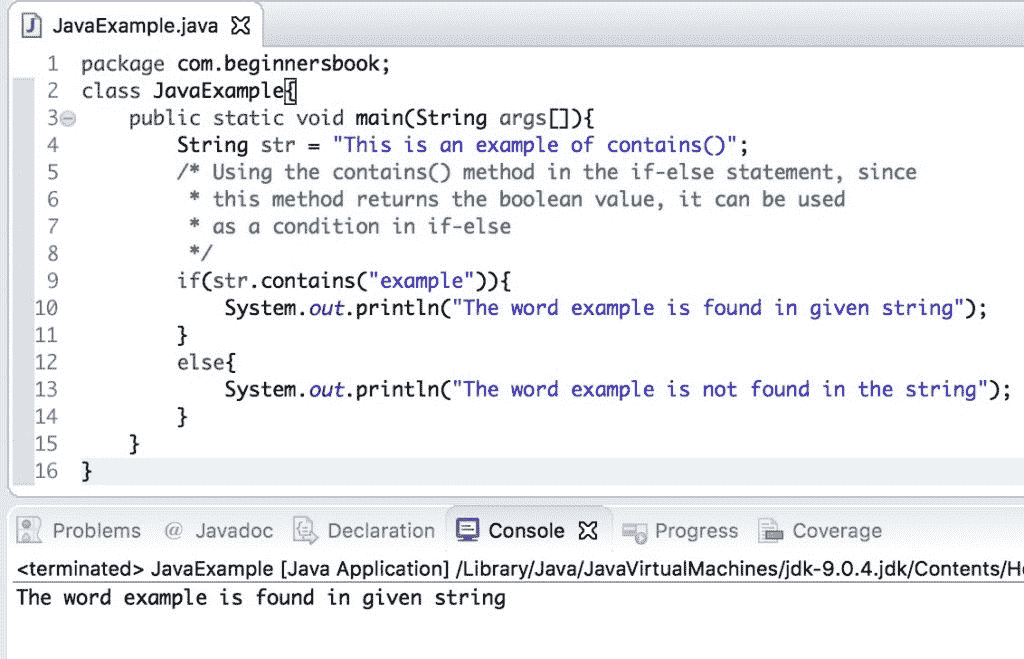 JavaExample.java
1 package com.beginnersbook;
2 class JavaExample{
3 public static void main(String args[]){
4 String str = "This is an example of contains()";
5 /* Using the contains() method in the if-else statement, since
6 * this method returns the boolean value, it can be used
7 * as a condition in if-else
8 */
9 if(str.contains("example")){
10 System.out.println("The word example is found in given string");
11 }
12 else{
13 System.out.println("The word example is not found in the string");
14 }
15 }
16 }
Problems @ Javadoc Declaration Console Progress Coverage
<terminated> JavaExample [Java Application] /Library/Java/JavaVirtualMachines/jdk-9.0.4.jdk/Contents/H
The word example is found in given string